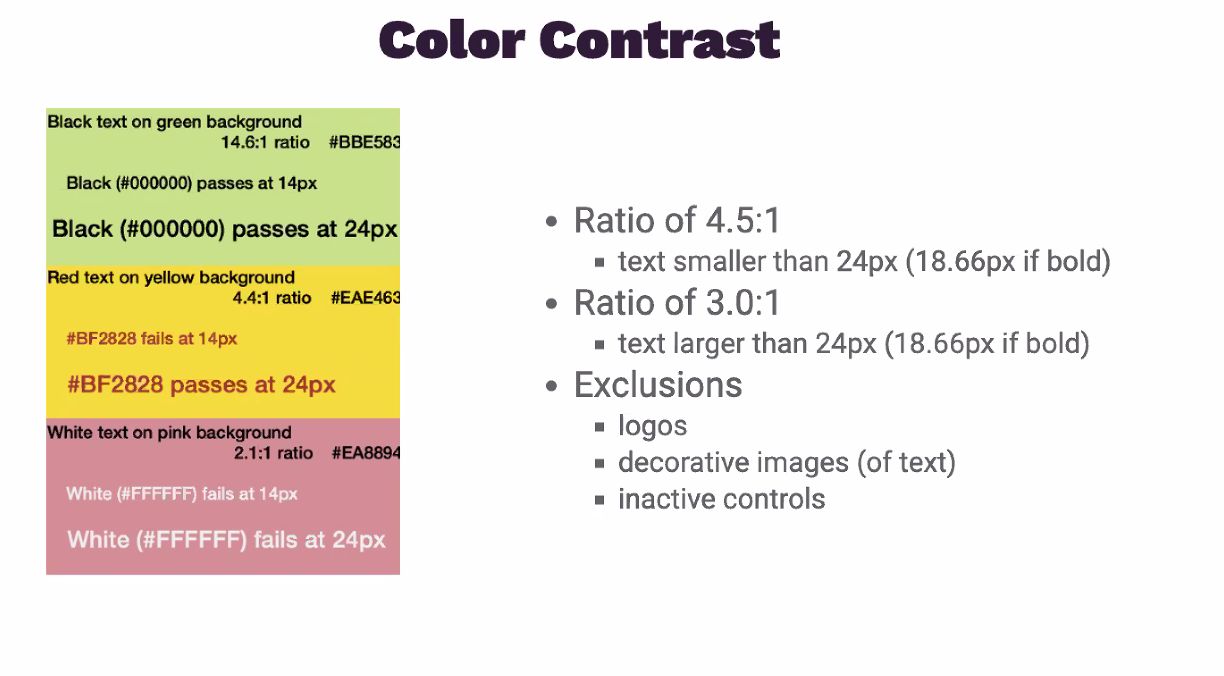 Color Contrast
Black text on green background
14.6:1 ratio #BBE583
Black (#000000) passes at 14px
Black (#000000) passes at 24px
Red text on yellow background
4.4:1 ratio #EAE463
#BF2828 fails at 14px
#BF2828 passes at 24px
White text on pink background
2.1:1 ratio #EA8894
White (#FFFFFF) fails at 14px
White (#FFFFFF) fails at 24px
• Ratio of 4.5:1
▪ text smaller than 24px (18.66px if bold)
• Ratio of 3.0:1
▪ text larger than 24px (18.66px if bold)
• Exclusions
▪ logos
▪ decorative images (of text)
▪ inactive controls